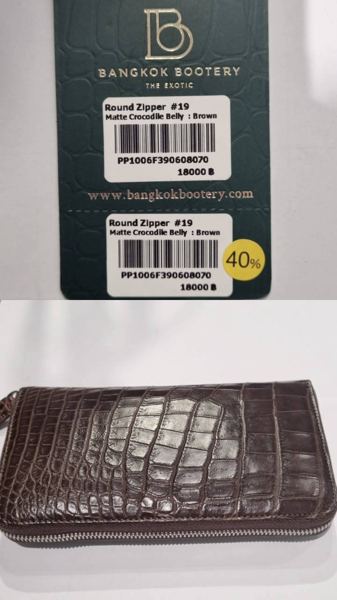 B
BANGKOK BOOTERY
THE EXOTIC
Round Zipper #19
Matte Crocodile Belly : Brown
PP1006F390608070
18000 ฿
www.bangkokbootery.com
Round Zipper #19
Matte Crocodile Belly : Brown
40%
PP1006F390608070
18000 ฿